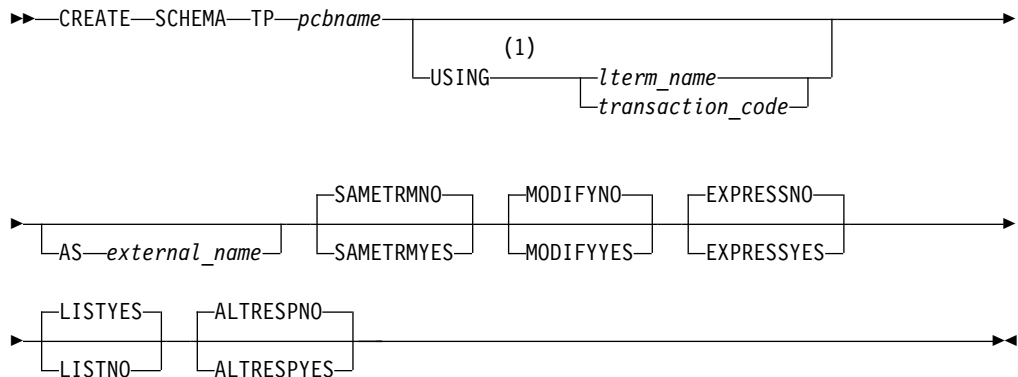 CREATE SCHEMA TP pcbname
(1)
USING lterm_name
transaction_code
SAMETRMNO MODIFYNO EXPRESSNO
AS external_name SAMETRMYES MODIFYYES EXPRESSYES
LISTYES ALTRESPNO
LISTNO ALTRESPYES